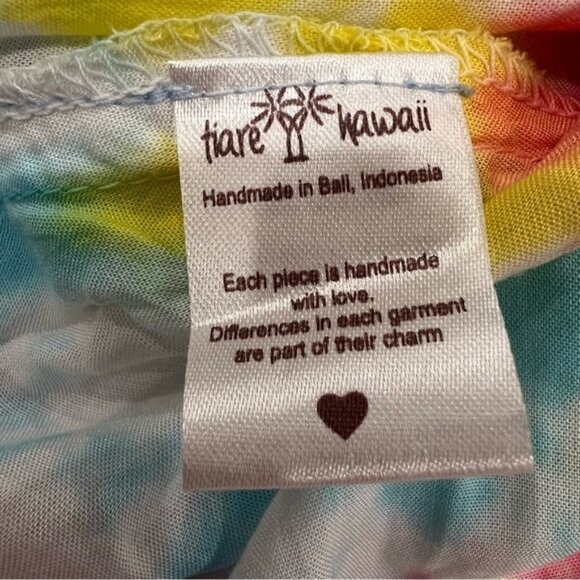 tiare hawaii
Handmade in Bali, Indonesia
Each piece is handmade
with love.
Differences in each garment
are part of their charm